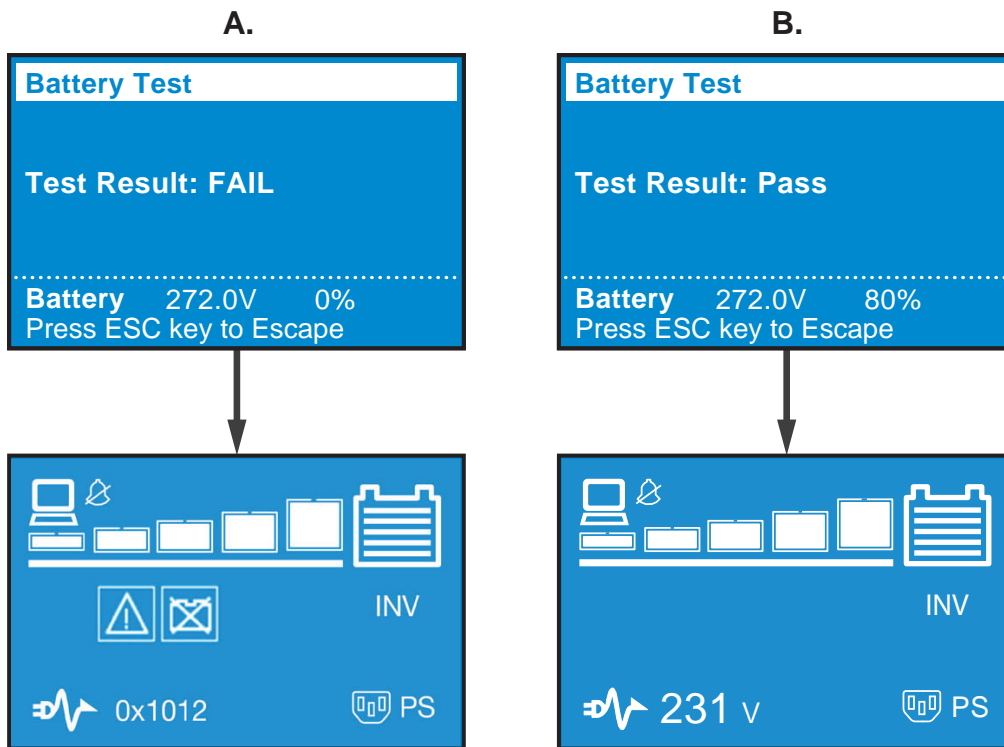 A.
Battery Test
Test Result: FAIL
Battery 272.0V 0%
Press ESC key to Escape
INV
0x1012 PS
B.
Battery Test
Test Result: Pass
Battery 272.0V 80%
Press ESC key to Escape
INV
231 V PS